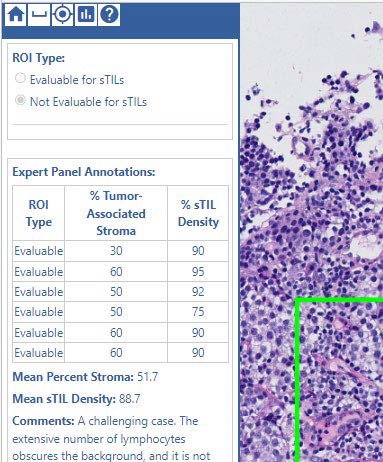 ROI Type:
Evaluable for sTILs
Not Evaluable for sTILs
Expert Panel Annotations:
ROI Type % Tumor-Associated Stroma % sTIL Density
Evaluable 30 90
Evaluable 60 95
Evaluable 50 92
Evaluable 50 75
Evaluable 60 90
Evaluable 60 90
Mean Percent Stroma: 51.7
Mean sTIL Density: 88.7
Comments: A challenging case. The
extensive number of lymphocytes
obscures the background, and it is not